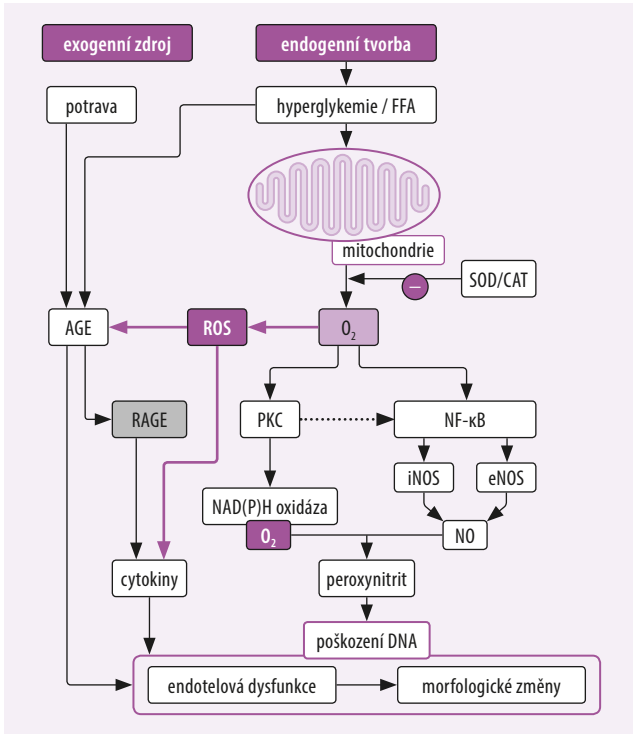 exogenní zdroj
endogenní tvorba
potrava
hyperglykemie / FFA
mitochondrie
SOD/CAT
−
AGE
ROS
O₂
RAGE
PKC
NF-κB
iNOS
eNOS
NAD(P)H oxidáza
O₂
NO
cytokiny
peroxynitrit
poškození DNA
endotelová dysfunkce
morfologické změny